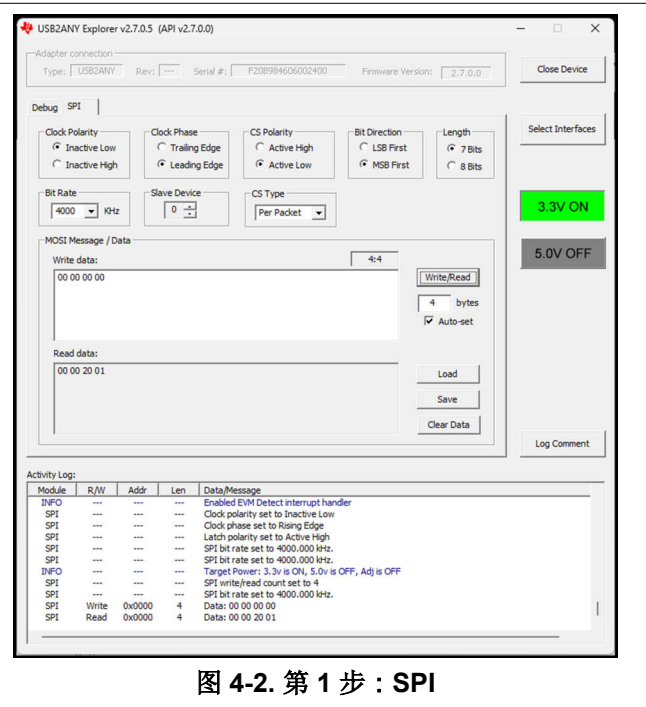 USB2ANY Explorer v2.7.0.5 (API v2.7.0.0)
Adapter connection
Type: USB2ANY Rev: --- Serial #: F20B984606002400 Firmware Version: 2.7.0.0
Close Device
Debug SPI
Select Interfaces
Clock Polarity
Inactive Low
Inactive High
Clock Phase
Trailing Edge
Leading Edge
CS Polarity
Active High
Active Low
Bit Direction
LSB First
MSB First
Length
7 Bits
8 Bits
Bit Rate
4000 KHz
Slave Device
0
CS Type
Per Packet
3.3V ON
5.0V OFF
MOSI Message / Data
Write data:
4:4
00 00 00 00
Write/Read
4 bytes
Auto-set
Read data:
00 00 20 01
Load
Save
Clear Data
Log Comment
Activity Log:
Module R/W Addr Len Data/Message
INFO --- --- --- Enabled EVM Detect interrupt handler
SPI --- --- --- Clock polarity set to Inactive Low
SPI --- --- --- Clock phase set to Rising Edge
SPI --- --- --- Latch polarity set to Active High
SPI --- --- --- SPI bit rate set to 4000.000 kHz.
SPI --- --- --- SPI bit rate set to 4000.000 kHz.
INFO --- --- --- Target Power: 3.3v is ON, 5.0v is OFF, Adj is OFF
SPI --- --- --- SPI write/read count set to 4
SPI --- --- --- SPI bit rate set to 4000.000 kHz.
SPI Write 0x0000 4 Data: 00 00 00 00
SPI Read 0x0000 4 Data: 00 00 20 01
图 4-2. 第 1 步：SPI